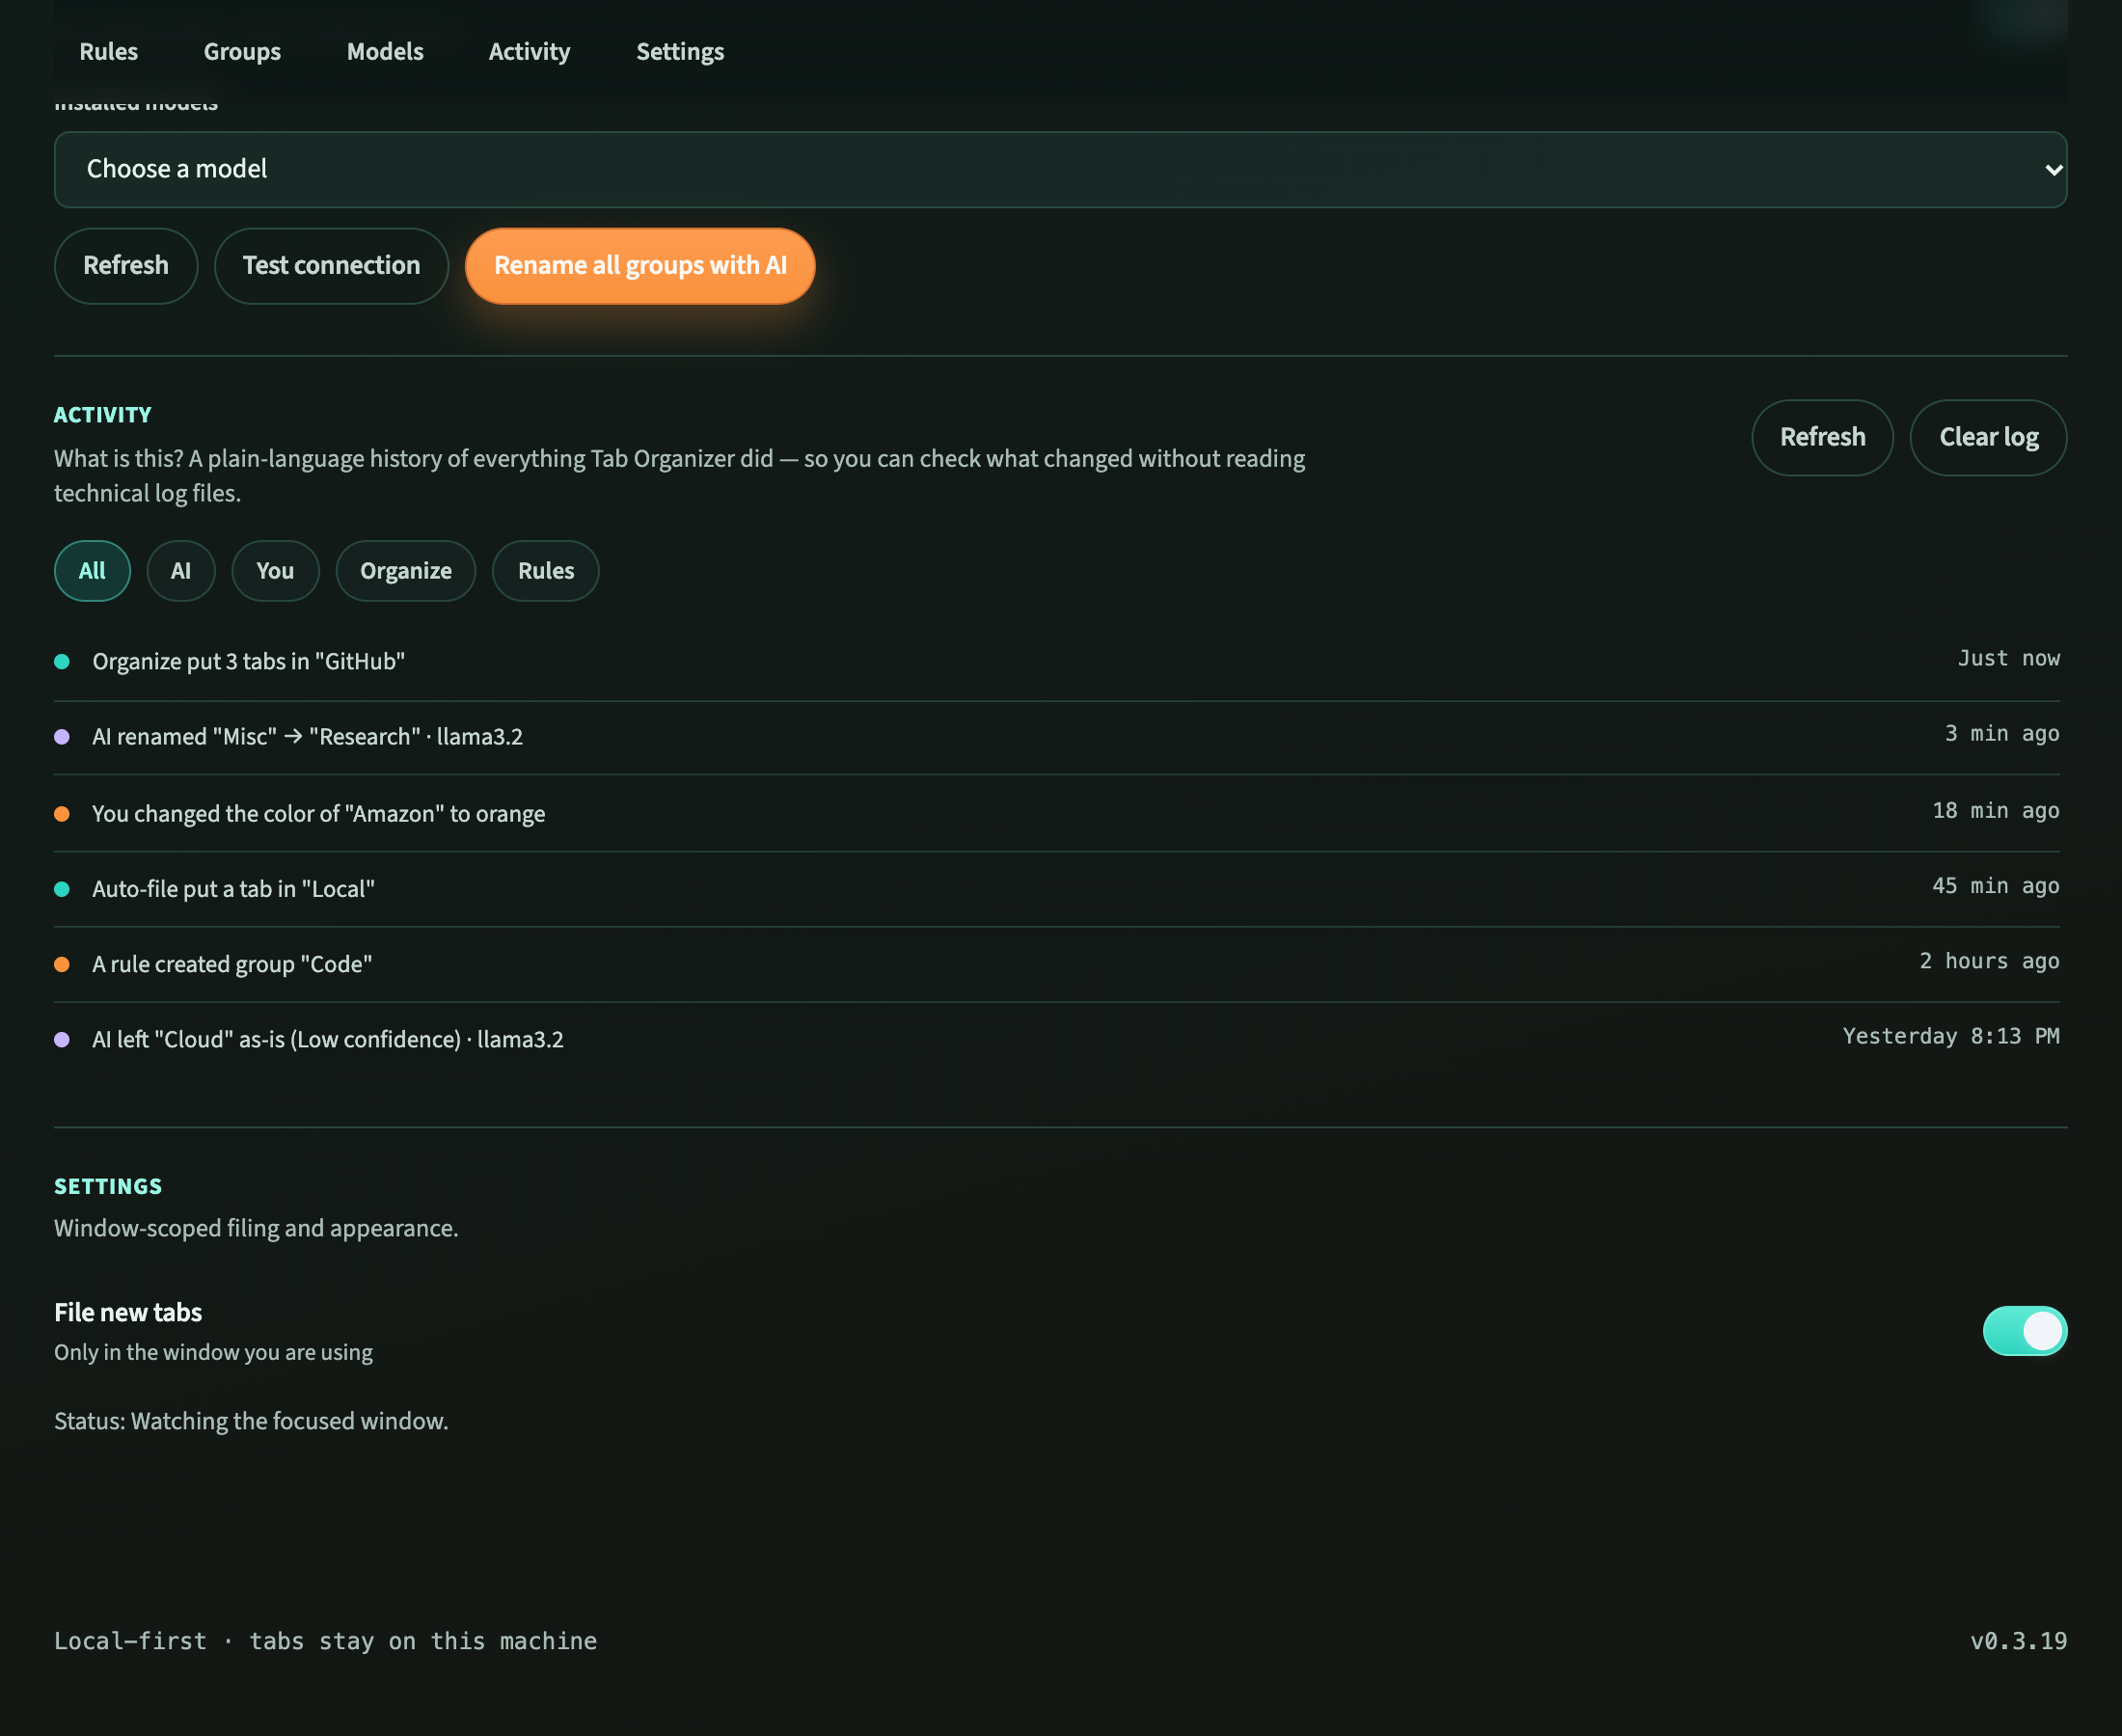 Rules Groups Models Activity Settings
Installed models
Choose a model
Refresh Test connection Rename all groups with AI
ACTIVITY
Refresh Clear log
What is this? A plain-language history of everything Tab Organizer did — so you can check what changed without reading
technical log files.
All AI You Organize Rules
Organize put 3 tabs in "GitHub" Just now
AI renamed "Misc" → "Research" · llama3.2 3 min ago
You changed the color of "Amazon" to orange 18 min ago
Auto-file put a tab in "Local" 45 min ago
A rule created group "Code" 2 hours ago
AI left "Cloud" as-is (Low confidence) · llama3.2 Yesterday 8:13 PM
SETTINGS
Window-scoped filing and appearance.
File new tabs
Only in the window you are using
Status: Watching the focused window.
Local-first · tabs stay on this machine v0.3.19